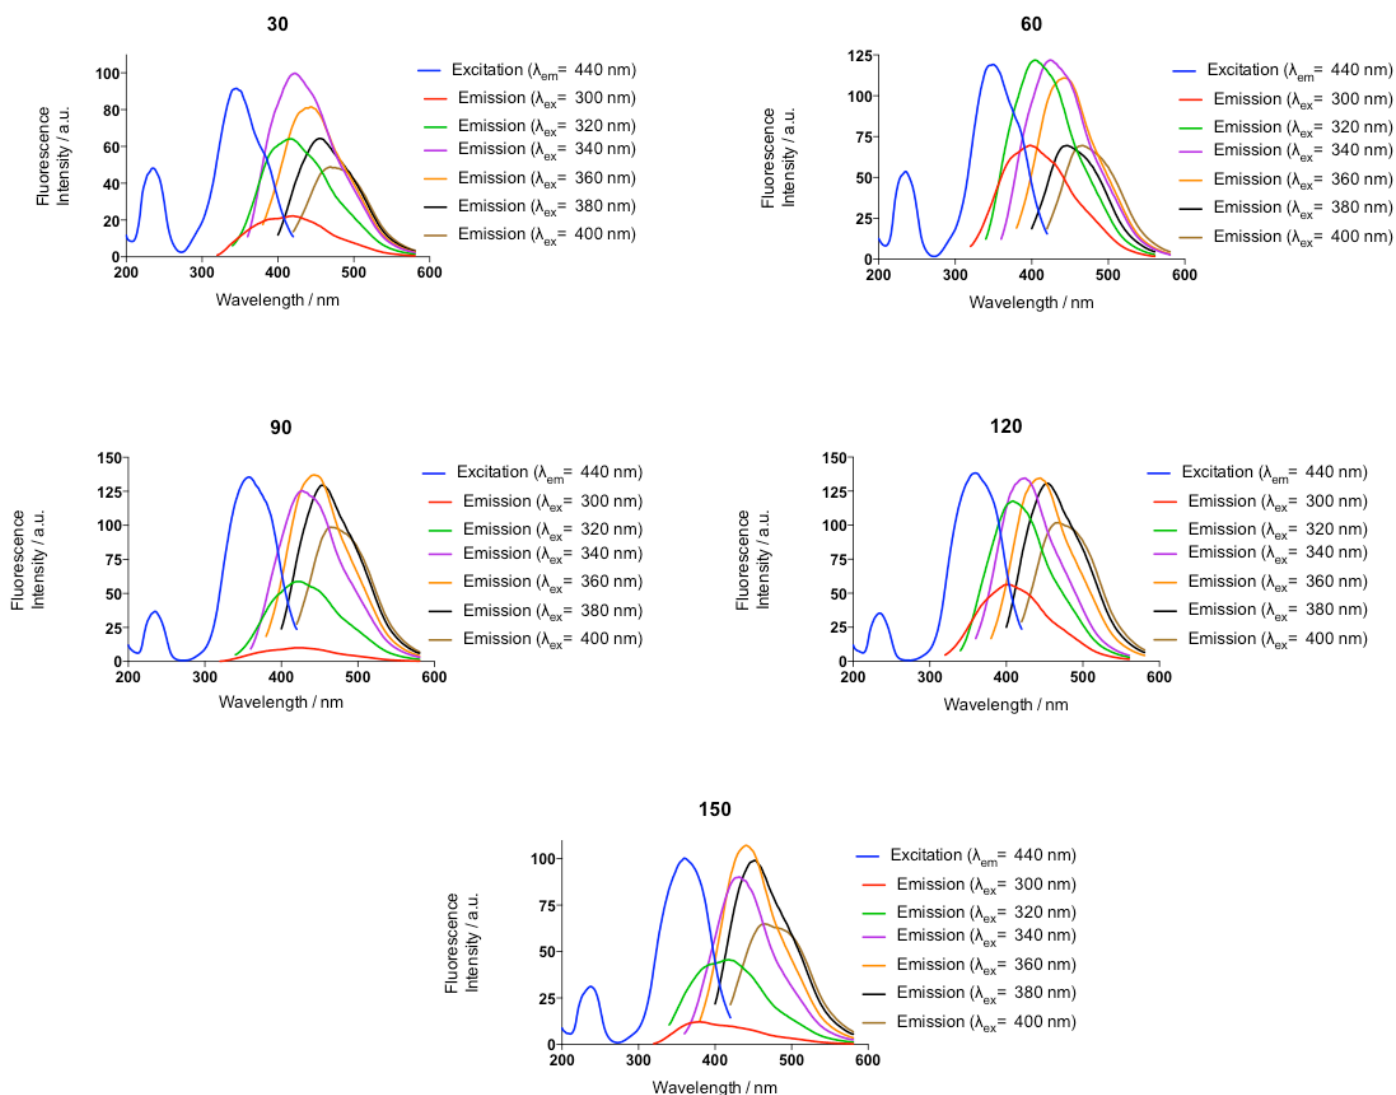 30
100
80
60
40
20
0
200 300 400 500 600
Fluorescence
Intensity / a.u.
Wavelength / nm
Excitation (λem= 440 nm)
Emission (λex= 300 nm)
Emission (λex= 320 nm)
Emission (λex= 340 nm)
Emission (λex= 360 nm)
Emission (λex= 380 nm)
Emission (λex= 400 nm)
60
125
100
75
50
25
0
200 300 400 500 600
Fluorescence
Intensity / a.u.
Wavelength / nm
Excitation (λem= 440 nm)
Emission (λex= 300 nm)
Emission (λex= 320 nm)
Emission (λex= 340 nm)
Emission (λex= 360 nm)
Emission (λex= 380 nm)
Emission (λex= 400 nm)
90
150
125
100
75
50
25
0
200 300 400 500 600
Fluorescence
Intensity / a.u.
Wavelength / nm
Excitation (λem= 440 nm)
Emission (λex= 300 nm)
Emission (λex= 320 nm)
Emission (λex= 340 nm)
Emission (λex= 360 nm)
Emission (λex= 380 nm)
Emission (λex= 400 nm)
120
150
125
100
75
50
25
0
200 300 400 500 600
Fluorescence
Intensity / a.u.
Wavelength / nm
Excitation (λem= 440 nm)
Emission (λex= 300 nm)
Emission (λex= 320 nm)
Emission (λex= 340 nm)
Emission (λex= 360 nm)
Emission (λex= 380 nm)
Emission (λex= 400 nm)
150
100
75
50
25
0
200 300 400 500 600
Fluorescence
Intensity / a.u.
Wavelength / nm
Excitation (λem= 440 nm)
Emission (λex= 300 nm)
Emission (λex= 320 nm)
Emission (λex= 340 nm)
Emission (λex= 360 nm)
Emission (λex= 380 nm)
Emission (λex= 400 nm)